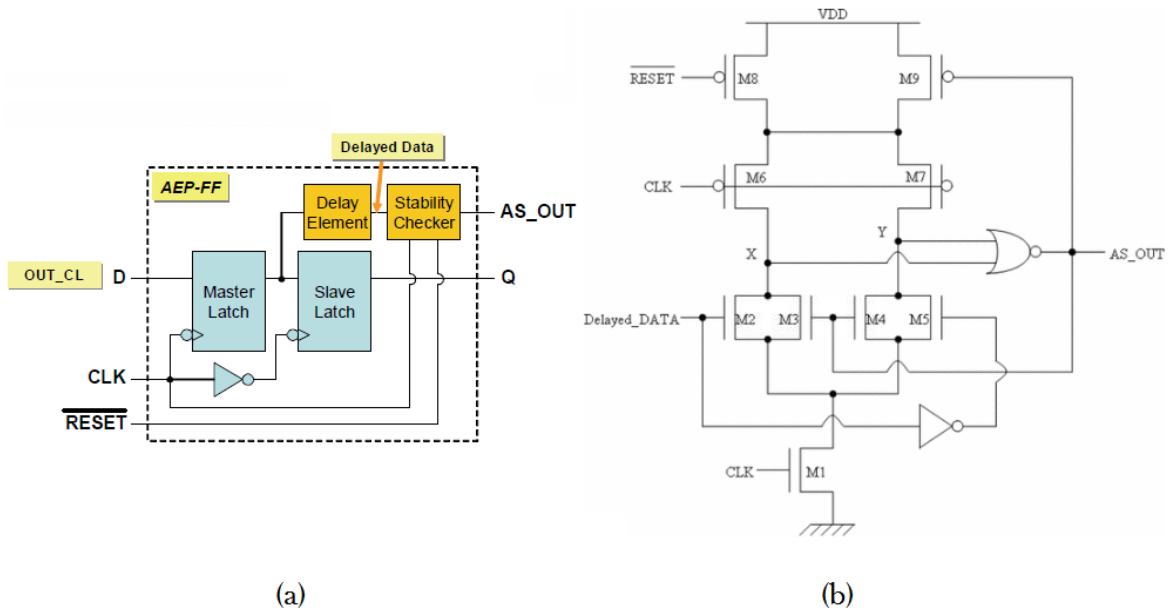 Delayed Data
AEP-FF
Delay
Element
Stability
Checker
AS_OUT
OUT_CL
D
Master
Latch
Slave
Latch
Q
CLK
RESET
(a)
VDD
RESET
M8
M9
CLK
M6
M7
X
Y
AS_OUT
Delayed_DATA
M2
M3
M4
M5
CLK
M1
(b)